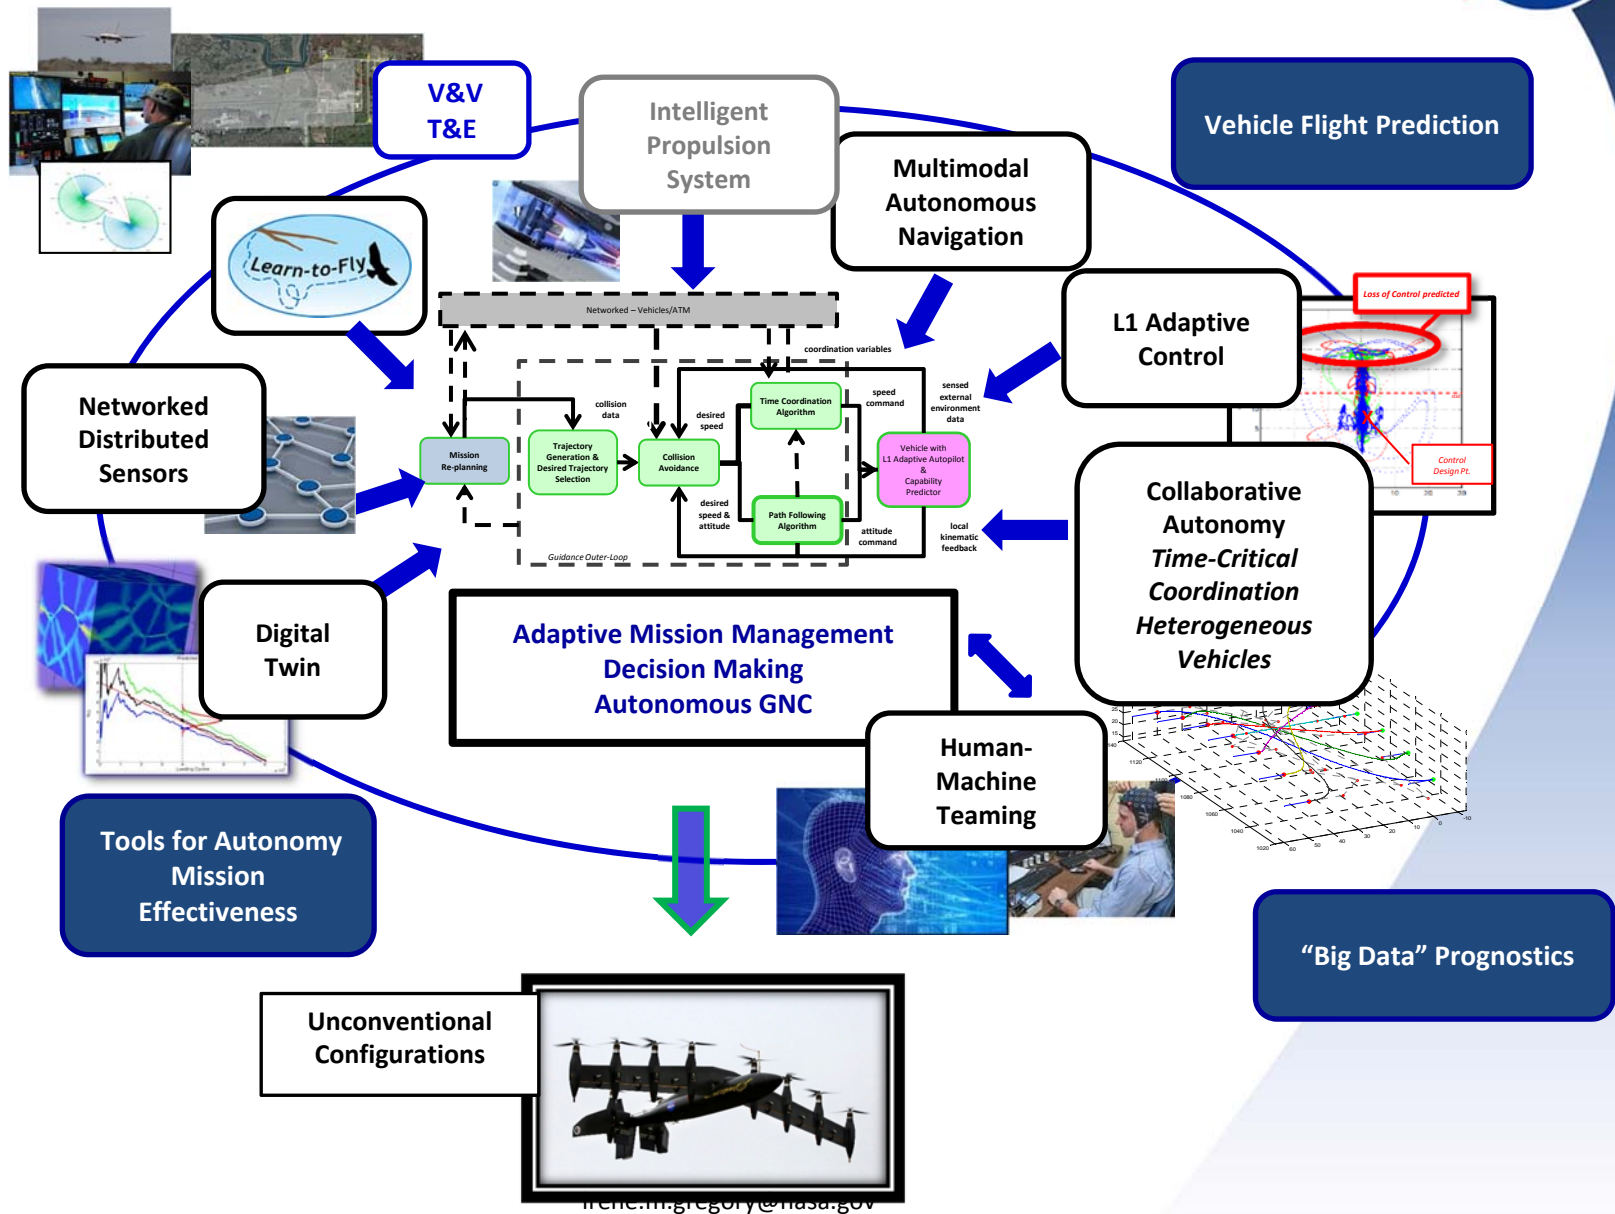 V&V
T&E
Intelligent
Propulsion
System
Vehicle Flight Prediction
Multimodal
Autonomous
Navigation
Learn-to-Fly
Loss of Control predicted
L1 Adaptive
Control
Networked – Vehicles/ATM
coordination variables
Networked
Distributed
Sensors
collision
data
desired
speed
Time Coordination
Algorithm
speed
command
sensed
external
environment
data
Mission
Re-planning
Trajectory
Generation &
Desired Trajectory
Selection
Collision
Avoidance
Vehicle with
L1 Adaptive Autopilot
&
Capability
Predictor
Control
Design Pt.
desired
speed &
attitude
Path Following
Algorithm
attitude
command
local
kinematic
feedback
Guidance Outer-Loop
Collaborative
Autonomy
Time-Critical
Coordination
Heterogeneous
Vehicles
Digital
Twin
Adaptive Mission Management
Decision Making
Autonomous GNC
Human-
Machine
Teaming
Tools for Autonomy
Mission
Effectiveness
"Big Data" Prognostics
Unconventional
Configurations
irene.m.gregory@nasa.gov